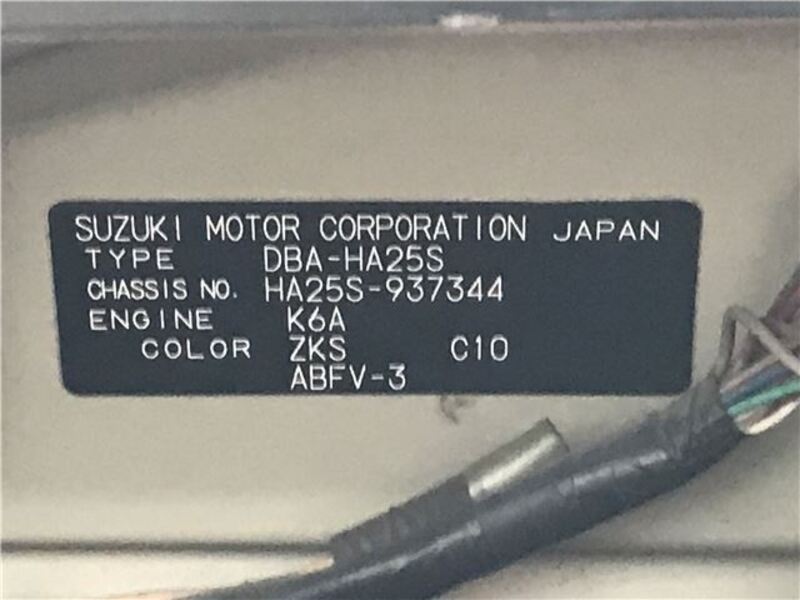 SUZUKI MOTOR CORPORATION JAPAN
TYPE DBA-HA25S
CHASSIS NO. HA25S-937344
ENGINE K6A
COLOR ZKS C10
ABFV-3